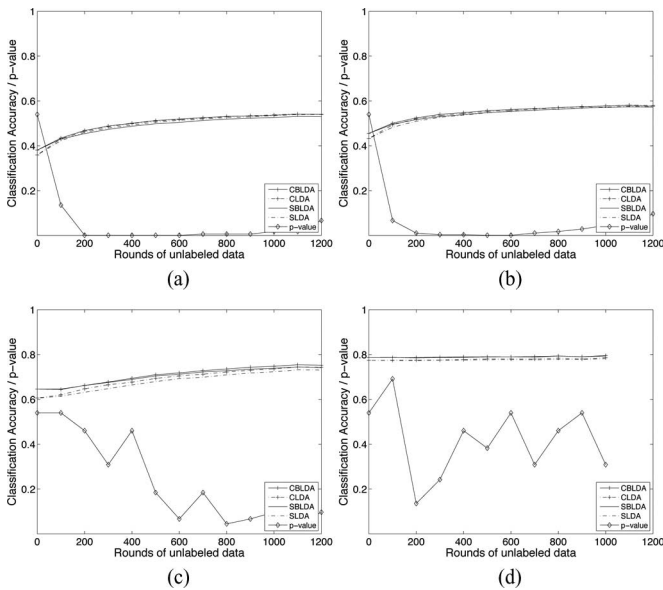 1
0.8
0.6
0.4
0.2
0 200 400 600 800 1000 1200
Classification Accuracy / p-value
Rounds of unlabeled data
CBLDA
CLDA
SBLDA
SLDA
p-value
(a)
1
0.8
0.6
0.4
0.2
0 200 400 600 800 1000 1200
Classification Accuracy / p-value
Rounds of unlabeled data
CBLDA
CLDA
SBLDA
SLDA
p-value
(b)
1
0.8
0.6
0.4
0.2
0 200 400 600 800 1000 1200
Classification Accuracy / p-value
Rounds of unlabeled data
CBLDA
CLDA
SBLDA
SLDA
p-value
(c)
1
0.8
0.6
0.4
0.2
0 200 400 600 800 1000 1200
Classification Accuracy / p-value
Rounds of unlabeled data
CBLDA
CLDA
SBLDA
SLDA
p-value
(d)